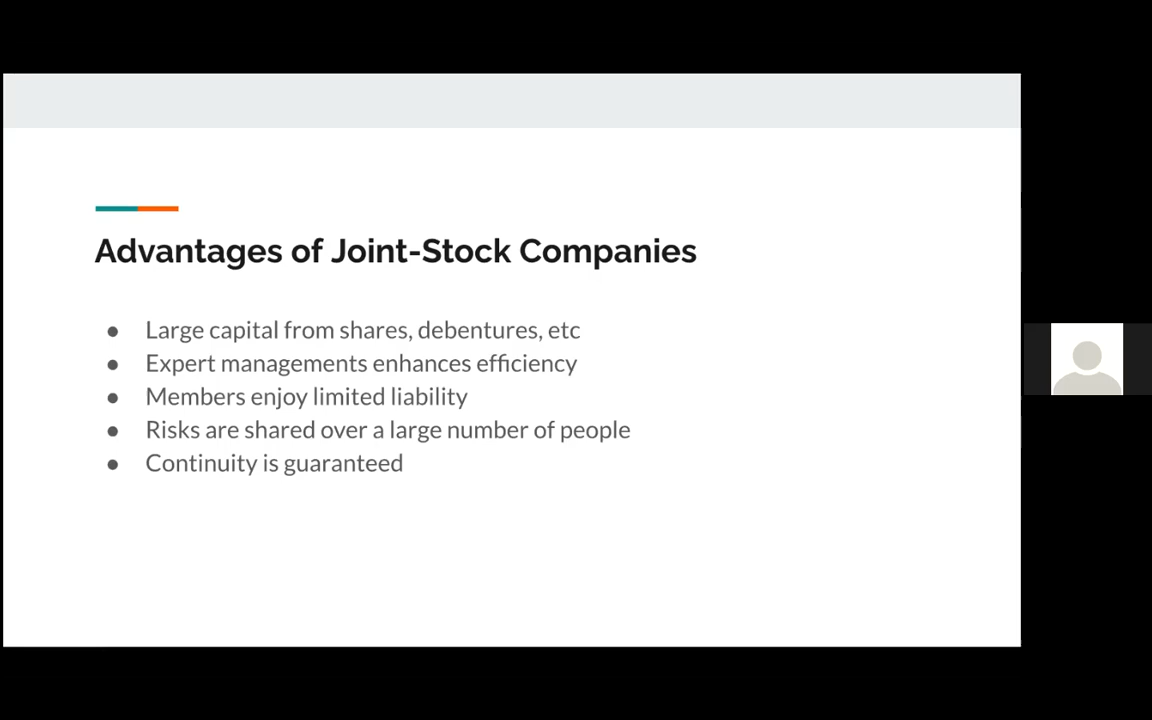 Advantages of Joint-Stock Companies
● Large capital from shares, debentures, etc
● Expert managements enhances efficiency
● Members enjoy limited liability
● Risks are shared over a large number of people
● Continuity is guaranteed